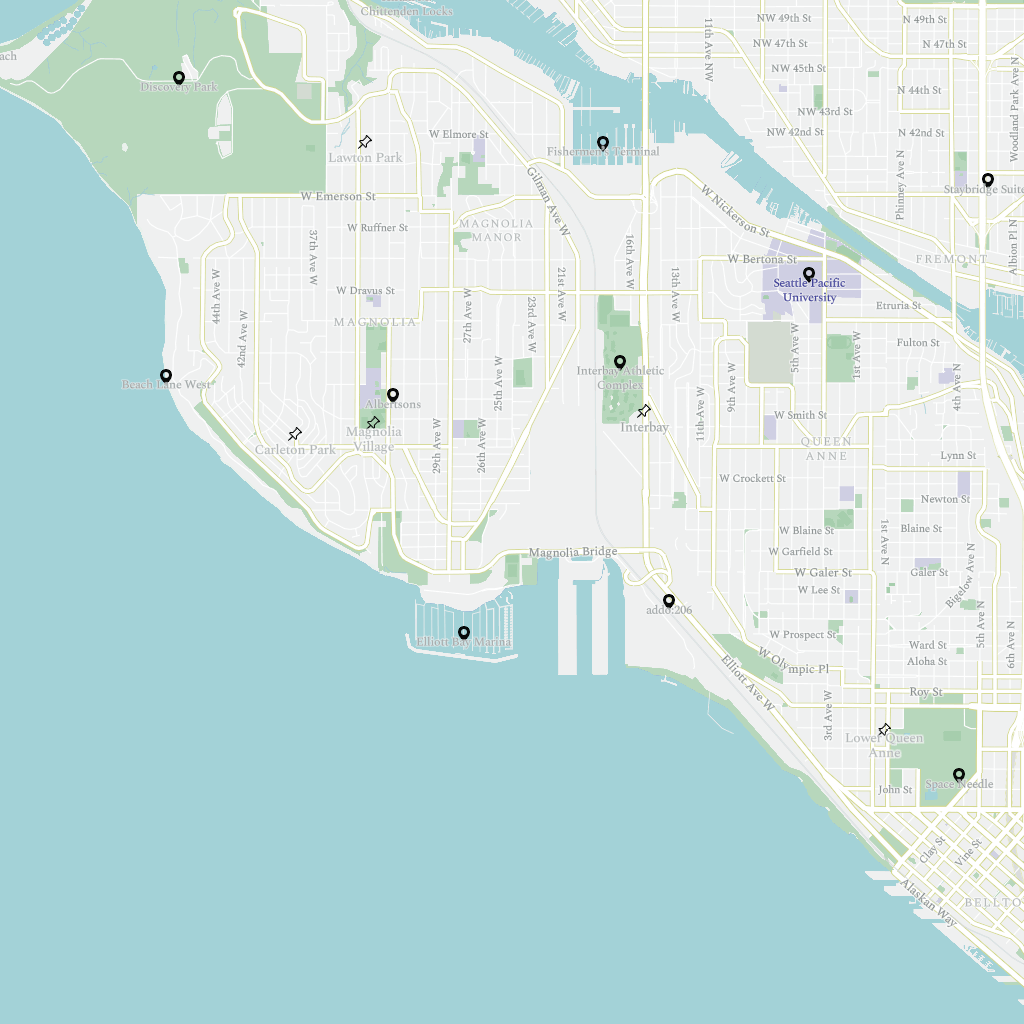 Chittenden Locks
11th Ave NW
NW 49th St
N 49th St
NW 47th St
N 47th St
ach
NW 45th St
Woodland Park Ave N
Discovery Park
N 44th St
NW 43rd St
W Elmore St
NW 42nd St
N 42nd St
Fishermen's Terminal
Lawton Park
Phinney Ave N
Gilman Ave W
W Nickerson St
Staybridge Suite
W Emerson St
W Ruffner St
MAGNOLIA
MANOR
37th Ave W
16th Ave W
Albion Pl N
W Bertona St
FREMONT
44th Ave W
21st Ave W
13th Ave W
Seattle Pacific
University
W Dravus St
27th Ave W
23rd Ave W
Etruria St
MAGNOLIA
42nd Ave W
5th Ave W
1st Ave W
Fulton St
Interbay Athletic
Complex
Beach Lane West
25th Ave W
9th Ave W
4th Ave W
Albertsons
11th Ave W
W Smith St
Interbay
Magnolia
Village
Carleton Park
29th Ave W
26th Ave W
QUEEN
ANNE
Lynn St
W Crockett St
Newton St
W Blaine St
Blaine St
1st Ave N
Magnolia Bridge
W Garfield St
W Galer St
Galer St
Bigelow Ave N
W Lee St
addo:206
5th Ave N
6th Ave N
Elliott Bay Marina
W Prospect St
Ward St
Aloha St
W Olympic Pl
Elliott Ave W
Roy St
3rd Ave W
Lower Queen
Anne
Space Needle
John St
Clay St
Vine St
Alaskan Way
BELLTO